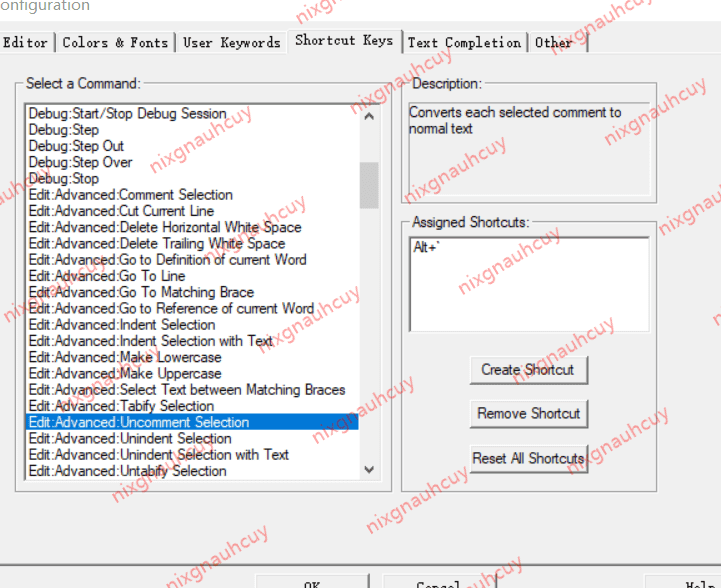 onfiguration
Editor
Colors & Fonts
User Keywords
Shortcut Keys
Text Completion
Other
Select a Command:
Debug:Start/Stop Debug Session
Debug:Step
Debug:Step Out
Debug:Step Over
Debug:Stop
Edit:Advanced:Comment Selection
Edit:Advanced:Cut Current Line
Edit:Advanced:Delete Horizontal White Space
Edit:Advanced:Delete Trailing White Space
Edit:Advanced:Go to Definition of current Word
Edit:Advanced:Go To Line
Edit:Advanced:Go To Matching Brace
Edit:Advanced:Go to Reference of current Word
Edit:Advanced:Indent Selection
Edit:Advanced:Indent Selection with Text
Edit:Advanced:Make Lowercase
Edit:Advanced:Make Uppercase
Edit:Advanced:Select Text between Matching Braces
Edit:Advanced:Tabify Selection
Edit:Advanced:Uncomment Selection
Edit:Advanced:Unindent Selection
Edit:Advanced:Unindent Selection with Text
Edit:Advanced:Untabify Selection
Description:
Converts each selected comment to
normal text
Assigned Shortcuts:
Alt+`
Create Shortcut
Remove Shortcut
Reset All Shortcuts
OK
Cancel
Help
nixgnauhcuy